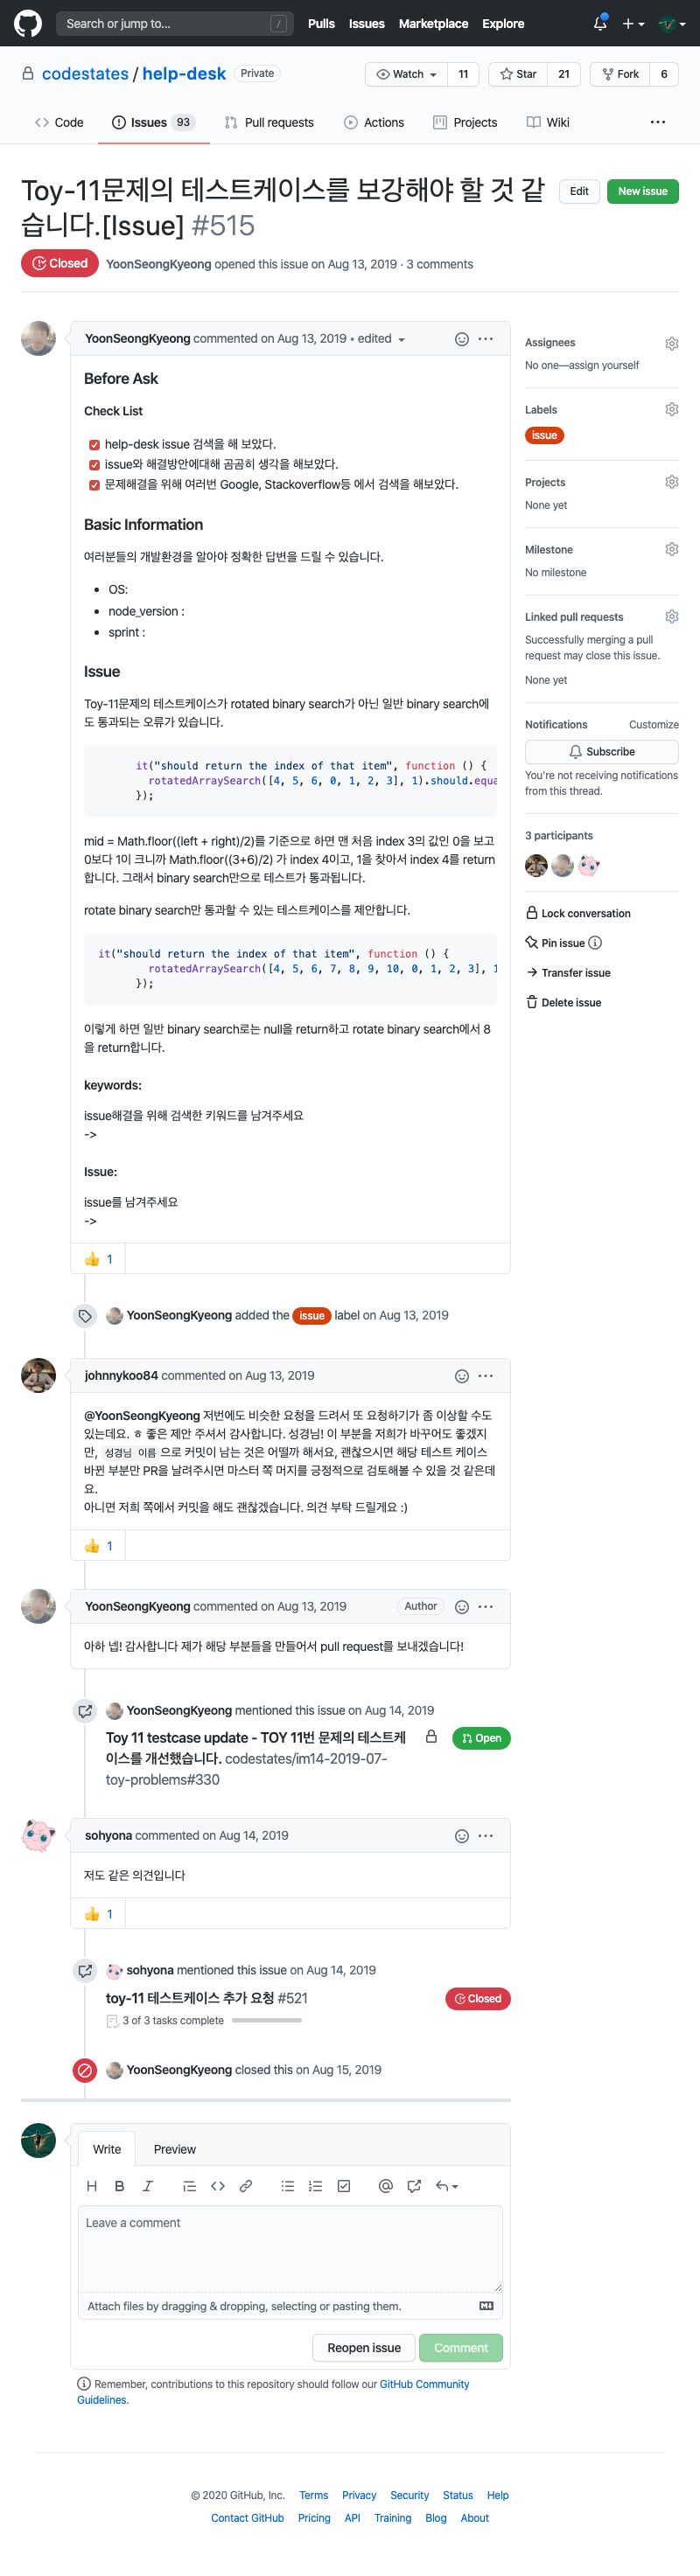 Search or jump to...
/
Pulls Issues Marketplace Explore
codestates / help-desk Private
Watch 11 Star 21 Fork 6
Code Issues 93 Pull requests Actions Projects Wiki
Toy-11문제의 테스트케이스를 보강해야 할 것 같
습니다.[Issue] #515
Edit New issue
Closed YoonSeongKyeong opened this issue on Aug 13, 2019 · 3 comments
YoonSeongKyeong commented on Aug 13, 2019 • edited
Before Ask
Check List
help-desk issue 검색을 해 보았다.
issue와 해결방안에대해 곰곰히 생각을 해보았다.
문제해결을 위해 여러번 Google, Stackoverflow등 에서 검색을 해보았다.
Basic Information
여러분들의 개발환경을 알아야 정확한 답변을 드릴 수 있습니다.
• OS:
• node_version :
• sprint :
Issue
Toy-11문제의 테스트케이스가 rotated binary search가 아닌 일반 binary search에
도 통과되는 오류가 있습니다.
it("should return the index of that item", function () {
rotatedArraySearch([4, 5, 6, 0, 1, 2, 3], 1).should.equa
});
mid = Math.floor((left + right)/2)를 기준으로 하면 맨 처음 index 3의 값인 0을 보고
0보다 1이 크니까 Math.floor((3+6)/2) 가 index 4이고, 1을 찾아서 index 4를 return
합니다. 그래서 binary search만으로 테스트가 통과됩니다.
rotate binary search만 통과할 수 있는 테스트케이스를 제안합니다.
it("should return the index of that item", function () {
rotatedArraySearch([4, 5, 6, 7, 8, 9, 10, 0, 1, 2, 3], 1
});
이렇게 하면 일반 binary search로는 null을 return하고 rotate binary search에서 8
을 return합니다.
keywords:
issue해결을 위해 검색한 키워드를 남겨주세요
->
Issue:
issue를 남겨주세요
->
1
Assignees
No one—assign yourself
Labels
issue
Projects
None yet
Milestone
No milestone
Linked pull requests
Successfully merging a pull
request may close this issue.
None yet
Notifications Customize
Subscribe
You're not receiving notifications
from this thread.
3 participants
Lock conversation
Pin issue
Transfer issue
Delete issue
YoonSeongKyeong added the issue label on Aug 13, 2019
johnnykoo84 commented on Aug 13, 2019
@YoonSeongKyeong 저번에도 비슷한 요청을 드려서 또 요청하기가 좀 이상할 수도
있는데요. ㅎ 좋은 제안 주셔서 감사합니다. 성경님! 이 부분을 저희가 바꾸어도 좋겠지
만, 성경님 이름 으로 커밋이 남는 것은 어떨까 해서요, 괜찮으시면 해당 테스트 케이스
바뀐 부분만 PR을 날려주시면 마스터 쪽 머지를 긍정적으로 검토해볼 수 있을 것 같은데
요.
아니면 저희 쪽에서 커밋을 해도 괜찮겠습니다. 의견 부탁 드릴게요 :)
1
YoonSeongKyeong commented on Aug 13, 2019 Author
아하 넵! 감사합니다 제가 해당 부분들을 만들어서 pull request를 보내겠습니다!
YoonSeongKyeong mentioned this issue on Aug 14, 2019
Toy 11 testcase update - TOY 11번 문제의 테스트케
이스를 개선했습니다. codestates/im14-2019-07-
toy-problems#330
Open
sohyona commented on Aug 14, 2019
저도 같은 의견입니다
1
sohyona mentioned this issue on Aug 14, 2019
toy-11 테스트케이스 추가 요청 #521
Closed
3 of 3 tasks complete
YoonSeongKyeong closed this on Aug 15, 2019
Write Preview
Leave a comment
Attach files by dragging & dropping, selecting or pasting them.
Reopen issue Comment
Remember, contributions to this repository should follow our GitHub Community
Guidelines.
© 2020 GitHub, Inc. Terms Privacy Security Status Help
Contact GitHub Pricing API Training Blog About